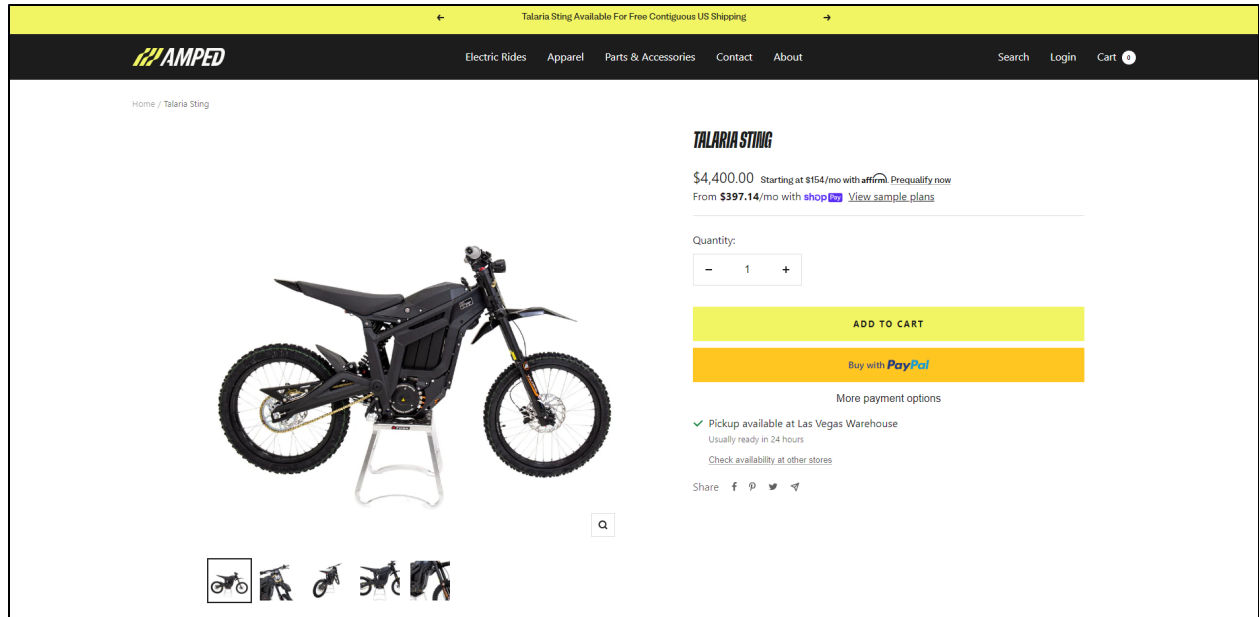 Talaria Sting Available For Free Contiguous US Shipping
AMPED
Electric Rides Apparel Parts & Accessories Contact About
Search Login Cart 0
Home / Talaria Sting
TALARIA STING
$4,400.00 Starting at $154/mo with affirm. Prequalify now
From $397.14/mo with shop Pay View sample plans
Quantity:
− 1 +
ADD TO CART
Buy with PayPal
More payment options
Pickup available at Las Vegas Warehouse
Usually ready in 24 hours
Check availability at other stores
Share